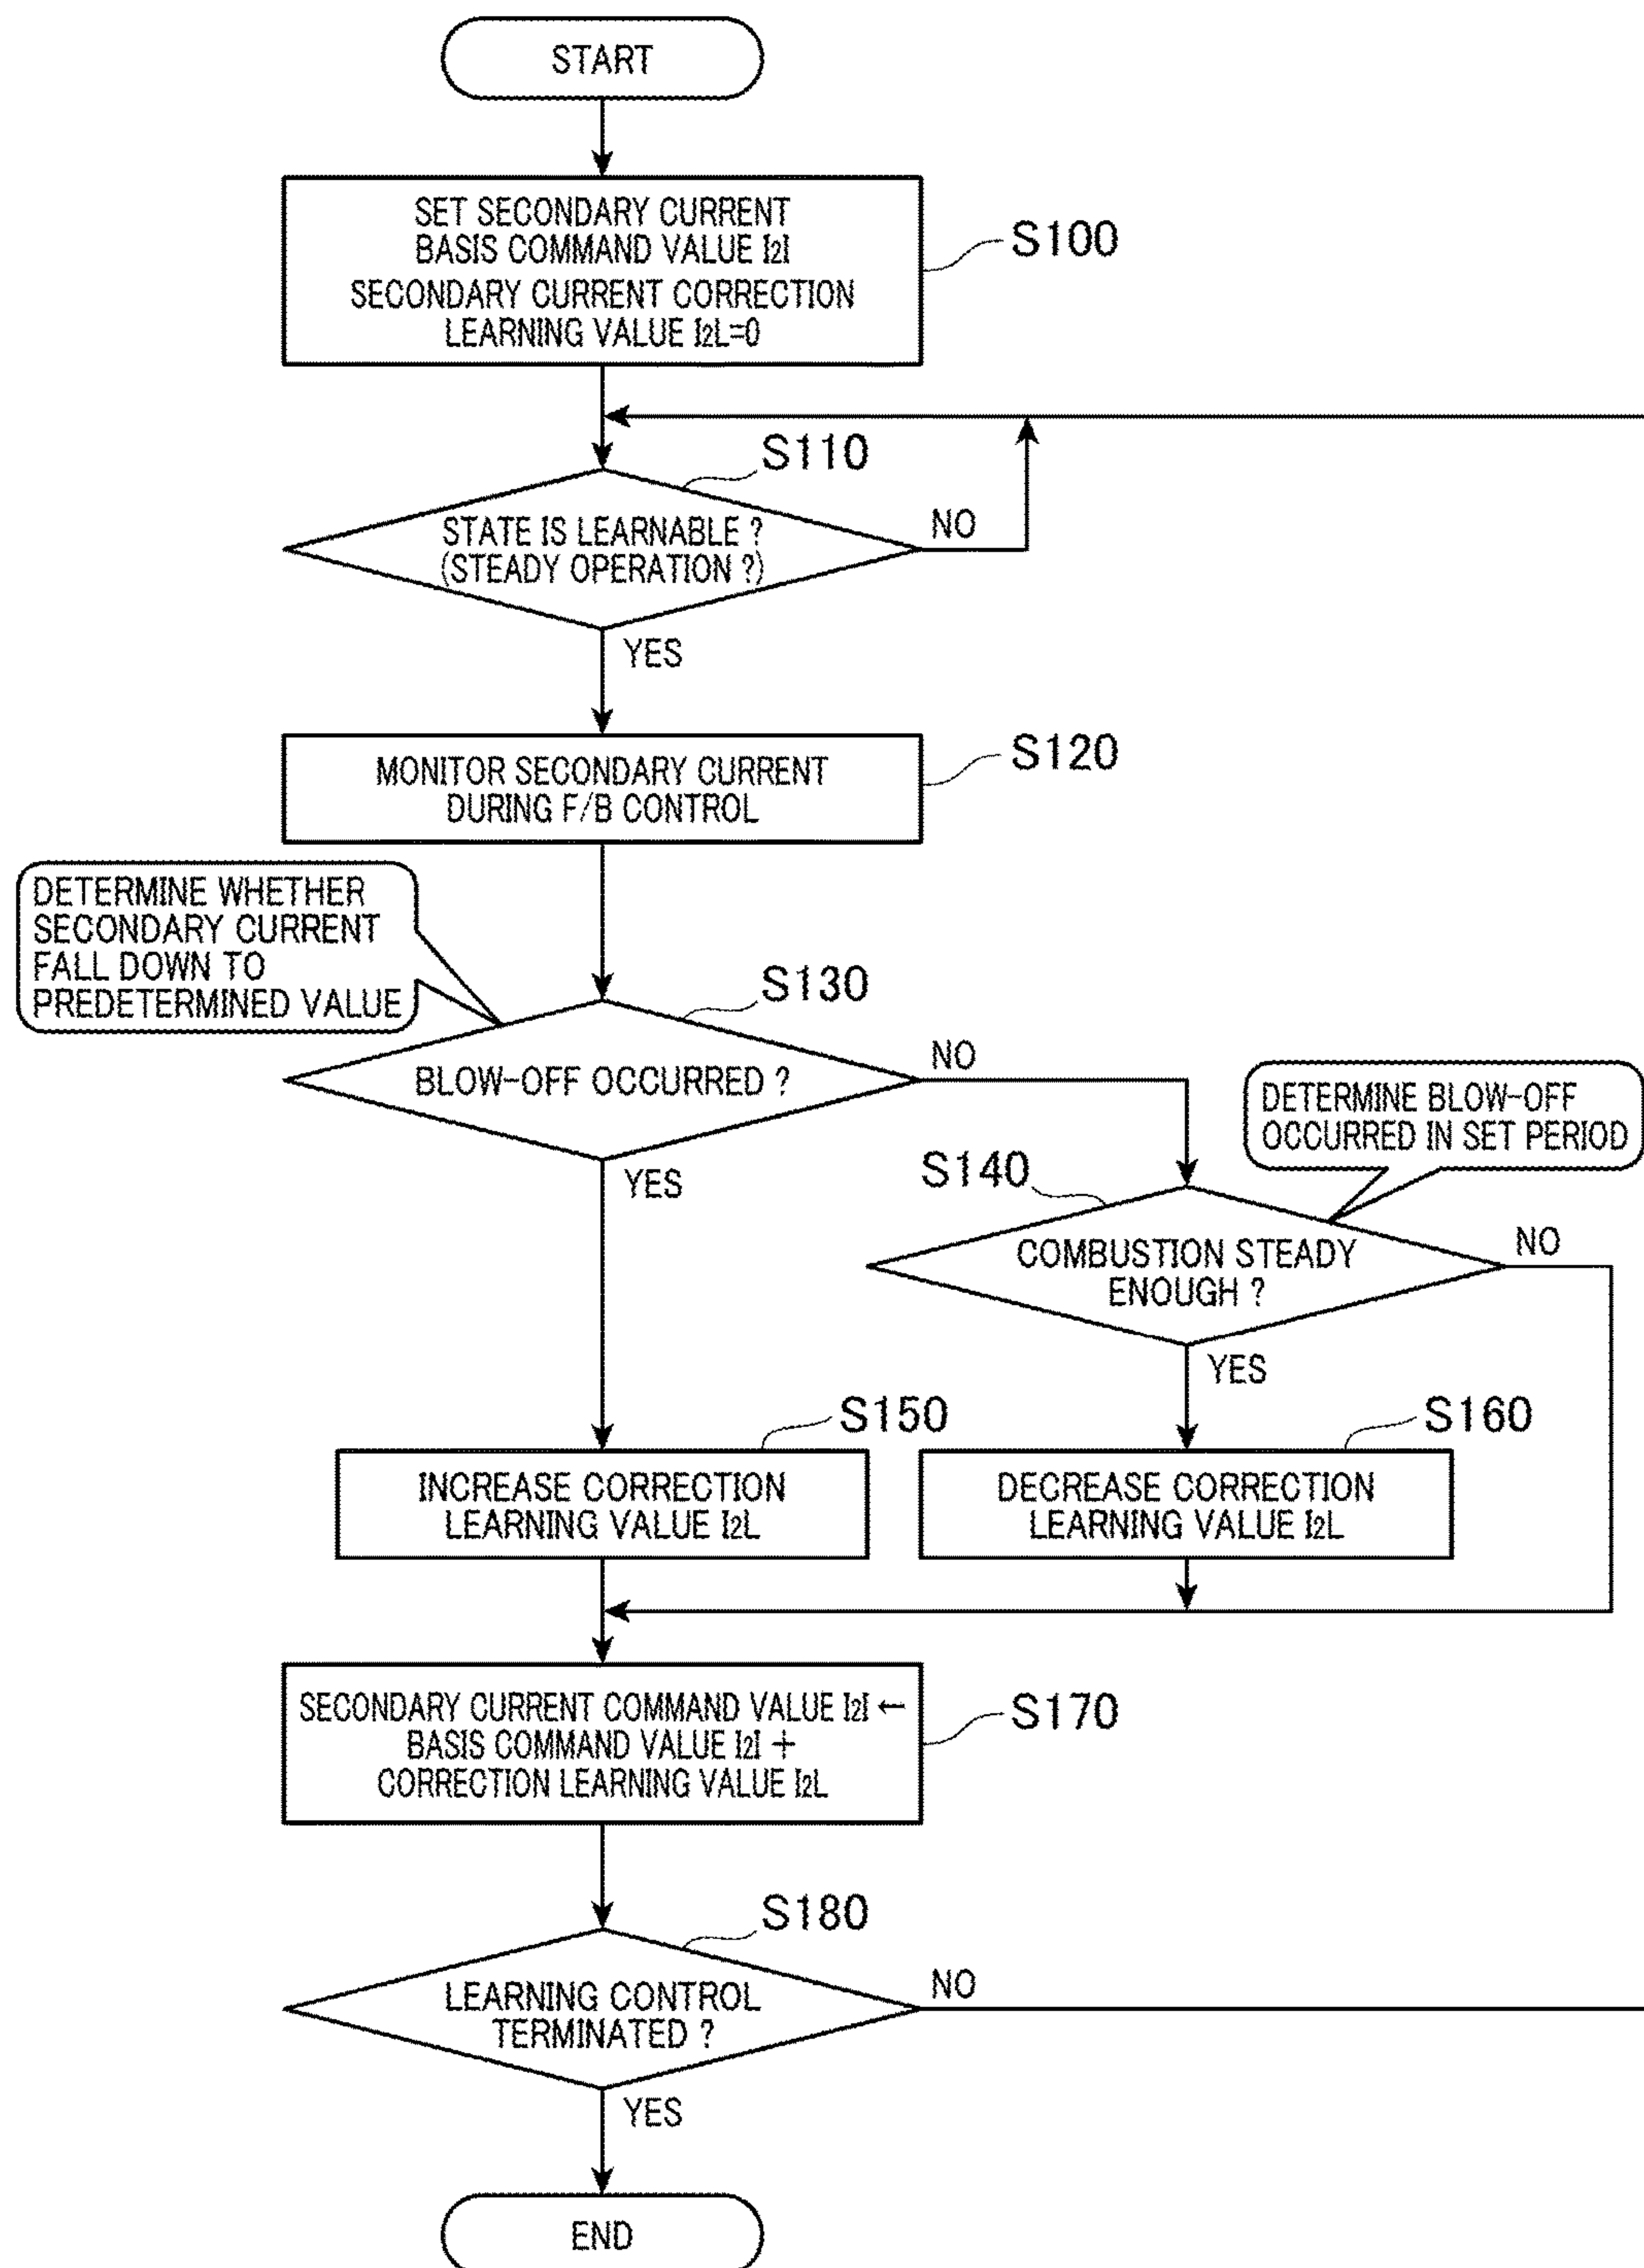 START
SET SECONDARY CURRENT
BASIS COMMAND VALUE I2I
SECONDARY CURRENT CORRECTION
LEARNING VALUE I2L=0
S100
S110
STATE IS LEARNABLE ?
(STEADY OPERATION ?)
NO
YES
MONITOR SECONDARY CURRENT
DURING F/B CONTROL
S120
DETERMINE WHETHER
SECONDARY CURRENT
FALL DOWN TO
PREDETERMINED VALUE
S130
BLOW-OFF OCCURRED ?
NO
YES
DETERMINE BLOW-OFF
OCCURRED IN SET PERIOD
S140
COMBUSTION STEADY
ENOUGH ?
NO
YES
S150
INCREASE CORRECTION
LEARNING VALUE I2L
S160
DECREASE CORRECTION
LEARNING VALUE I2L
SECONDARY CURRENT COMMAND VALUE I2I ←
BASIS COMMAND VALUE I2I +
CORRECTION LEARNING VALUE I2L
S170
S180
LEARNING CONTROL
TERMINATED ?
NO
YES
END